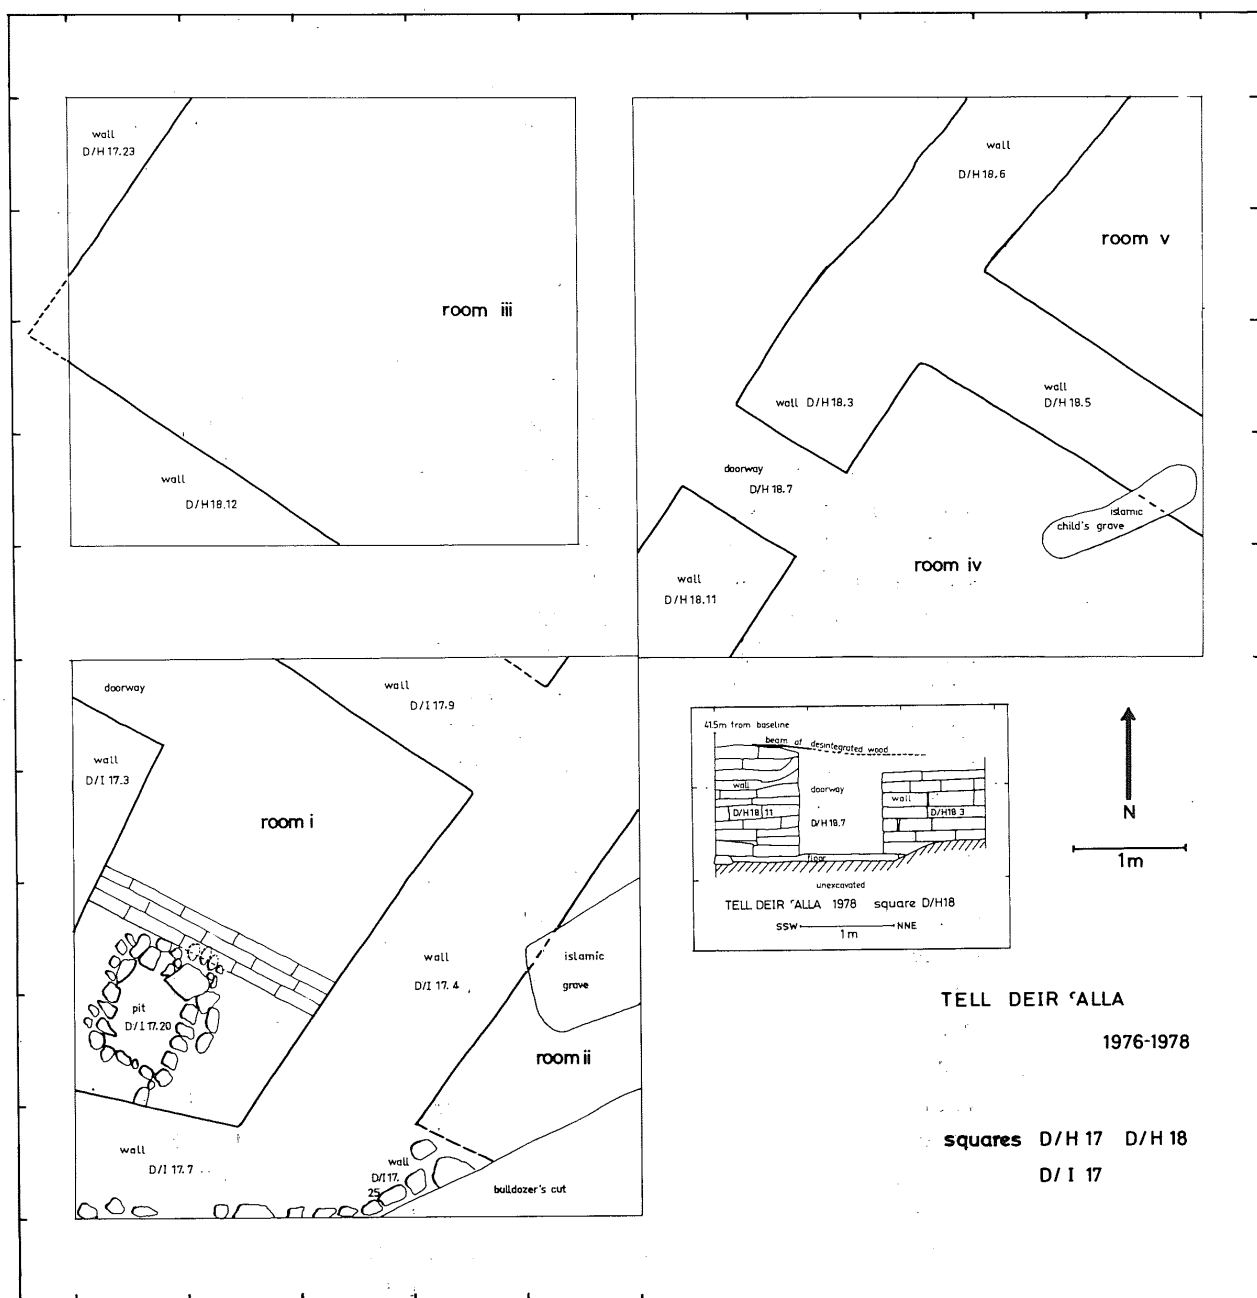 wall
D/H 17.23
room iii
wall
D/H 18.12
wall
D/H 18.6
room v
wall D/H 18.3
wall
D/H 18.5
doorway
D/H 18.7
islamic
child's grave
room iv
wall
D/H 18.11
doorway
wall
D/I 17.9
wall
D/I 17.3
room i
wall
D/I 17.4
islamic
grave
pit
D/I 17.20
room ii
wall
D/I 17.7
wall
D/I 17.
25
bulldozer's cut
41.5m from baseline
beam of desintegrated wood
wall
doorway
wall
D/H 18 11
D/H 18.7
D/H 18 3
floor
unexcavated
TELL DEIR ʿALLA 1978 square D/H18
SSW NNE
1m
N
1m
TELL DEIR ʿALLA
1976-1978
squares D/H 17 D/H 18
D/ I 17